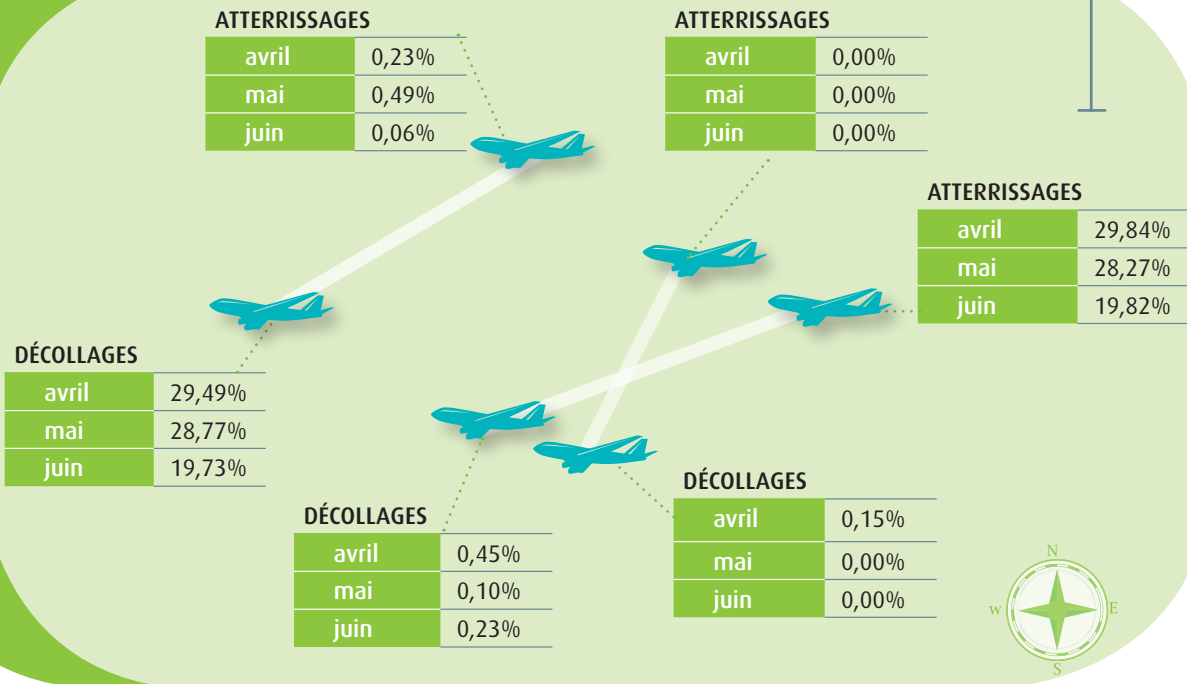 ATTERRISSAGES
avril 0,23%
mai 0,49%
juin 0,06%
ATTERRISSAGES
avril 0,00%
mai 0,00%
juin 0,00%
ATTERRISSAGES
avril 29,84%
mai 28,27%
juin 19,82%
DÉCOLLAGES
avril 29,49%
mai 28,77%
juin 19,73%
DÉCOLLAGES
avril 0,45%
mai 0,10%
juin 0,23%
DÉCOLLAGES
avril 0,15%
mai 0,00%
juin 0,00%
N
W E
S